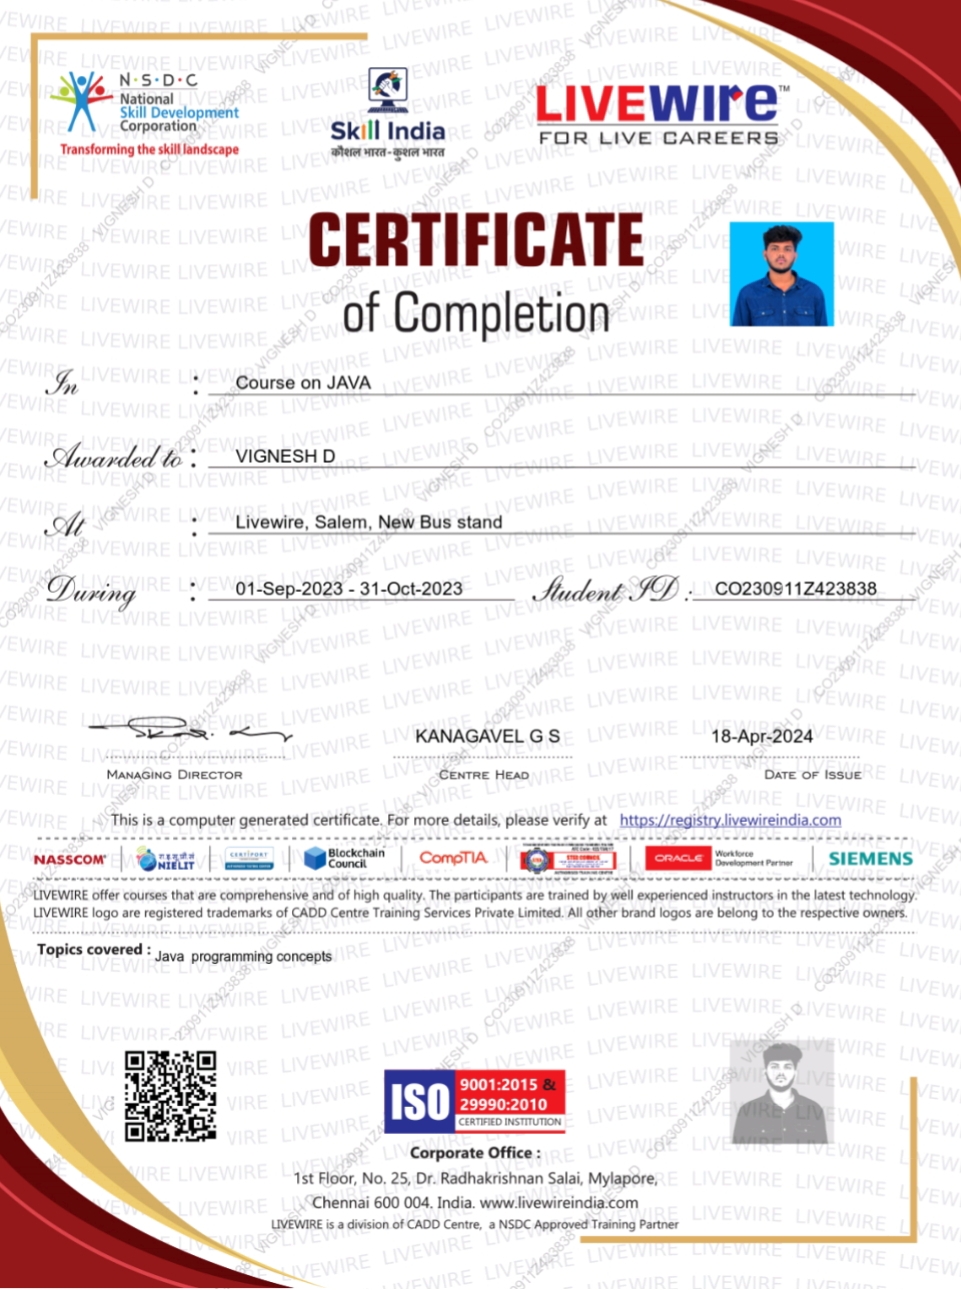 N·S·D·C
National
Skill Development
Corporation
Transforming the skill landscape
Skill India
कौशल भारत-कुशल भारत
LIVEWIRE™
FOR LIVE CAREERS
CERTIFICATE
of Completion
In : Course on JAVA
Awarded to : VIGNESH D
At : Livewire, Salem, New Bus stand
During : 01-Sep-2023 - 31-Oct-2023 Student ID : CO230911Z423838
KANAGAVEL G S 18-Apr-2024
MANAGING DIRECTOR CENTRE HEAD DATE OF ISSUE
This is a computer generated certificate. For more details, please verify at https://registry.livewireindia.com
NASSCOM NIELIT CERTIPORT Blockchain Council CompTIA ORACLE Workforce Development Partner SIEMENS
LIVEWIRE offer courses that are comprehensive and of high quality. The participants are trained by well experienced instructors in the latest technology.
LIVEWIRE logo are registered trademarks of CADD Centre Training Services Private Limited. All other brand logos are belong to the respective owners.
Topics covered : Java programming concepts
ISO 9001:2015 &
29990:2010
CERTIFIED INSTITUTION
Corporate Office :
1st Floor, No. 25, Dr. Radhakrishnan Salai, Mylapore,
Chennai 600 004. India. www.livewireindia.com
LIVEWIRE is a division of CADD Centre, a NSDC Approved Training Partner